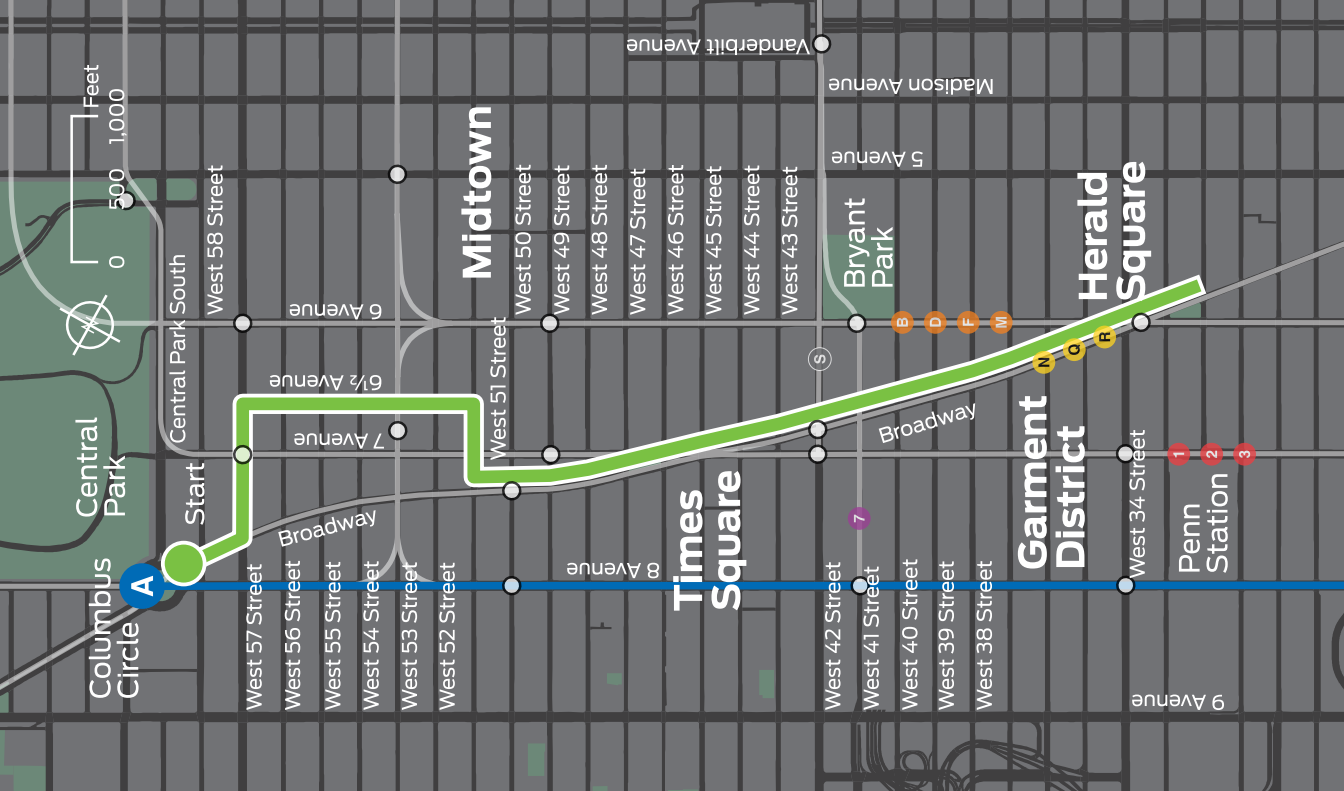 Feet
0
500
1,000
Columbus
Circle
A
Start
Central
Park
Central Park South
West 58 Street
West 57 Street
West 56 Street
West 55 Street
West 54 Street
West 53 Street
West 52 Street
West 51 Street
West 50 Street
West 49 Street
West 48 Street
West 47 Street
West 46 Street
West 45 Street
West 44 Street
West 43 Street
West 42 Street
West 41 Street
West 40 Street
West 39 Street
West 38 Street
West 34 Street
Vanderbilt Avenue
Madison Avenue
5 Avenue
6 Avenue
6½ Avenue
7 Avenue
8 Avenue
9 Avenue
Broadway
Broadway
Midtown
Times
Square
Bryant
Park
Garment
District
Herald
Square
Penn
Station
S
7
B
D
F
M
N
Q
R
1
2
3